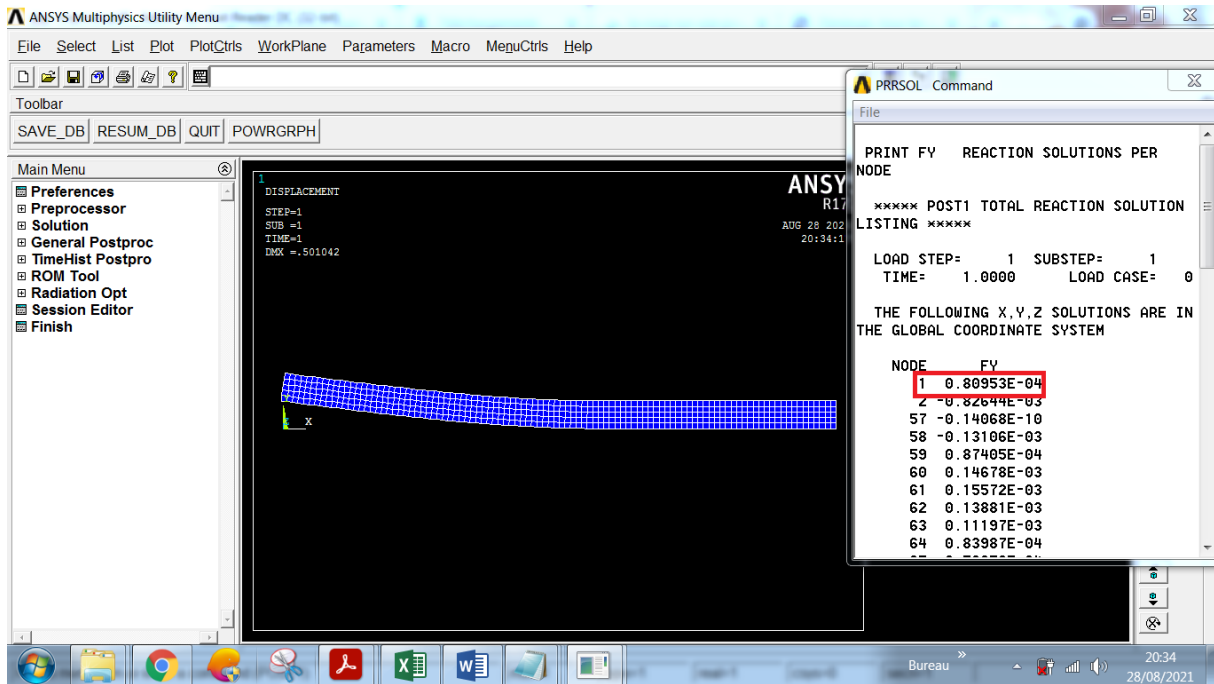 ANSYS Multiphysics Utility Menu
File Select List Plot PlotCtrls WorkPlane Parameters Macro MenuCtrls Help
Toolbar
SAVE_DB RESUM_DB QUIT POWRGRPH
Main Menu
Preferences
Preprocessor
Solution
General Postproc
TimeHist Postpro
ROM Tool
Radiation Opt
Session Editor
Finish
1
DISPLACEMENT
STEP=1
SUB =1
TIME=1
DMX =.501042
ANSY
R17
AUG 28 202
20:34:1
X
PRRSOL Command
File
PRINT FY REACTION SOLUTIONS PER
NODE
***** POST1 TOTAL REACTION SOLUTION
LISTING *****
LOAD STEP= 1 SUBSTEP= 1
TIME= 1.0000 LOAD CASE= 0
THE FOLLOWING X,Y,Z SOLUTIONS ARE IN
THE GLOBAL COORDINATE SYSTEM
NODE FY
1 0.80953E-04
2 -0.82644E-03
57 -0.14068E-10
58 -0.13106E-03
59 0.87405E-04
60 0.14678E-03
61 0.15572E-03
62 0.13881E-03
63 0.11197E-03
64 0.83987E-04
Bureau
20:34
28/08/2021